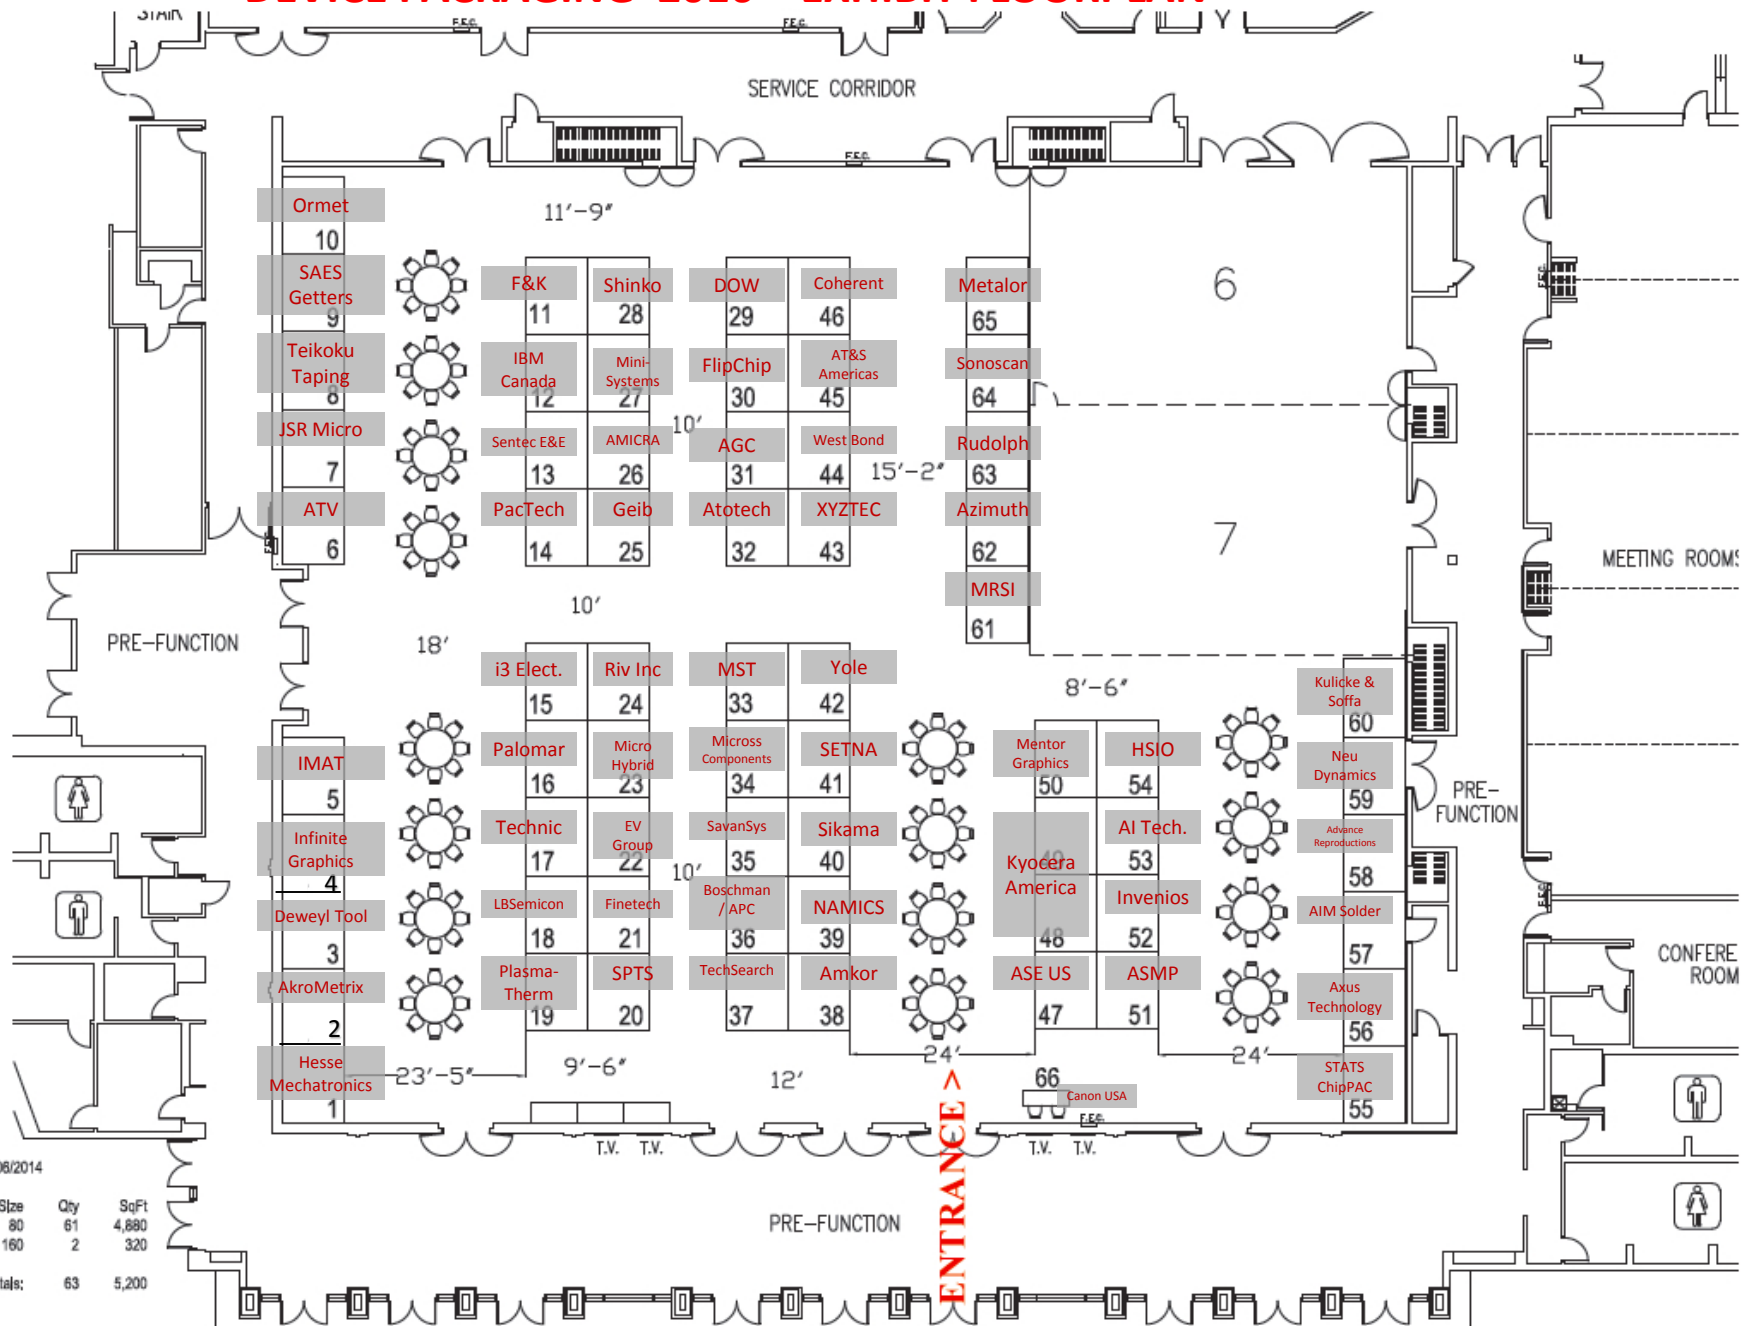 DEVICE PACKAGING
EXHIBIT FLOORPLAN
STAIR
F.E.C.
F.E.C.
Y
SERVICE CORRIDOR
F.E.C.
11'-9"
Ormet
10
SAES
Getters
9
Teikoku
Taping
8
JSR Micro
7
ATV
6
F&K
11
IBM
Canada
12
Sentec E&E
13
PacTech
14
Shinko
28
Mini-
Systems
27
AMICRA
26
Geib
25
10'
DOW
29
FlipChip
30
AGC
31
Atotech
32
Coherent
46
AT&S
Americas
45
West Bond
44
XYZTEC
43
15'-2"
Metalor
65
Sonoscan
64
Rudolph
63
Azimuth
62
MRSI
61
6
7
F.E.C.
MEETING ROOMS
F.E.C.
PRE-FUNCTION
18'
10'
8'-6"
IMAT
5
Infinite
Graphics
4
Deweyl Tool
3
AkroMetrix
2
Hesse
Mechatronics
1
i3 Elect.
15
Palomar
16
Technic
17
LBSemicon
18
Plasma-
Therm
19
Riv Inc
24
Micro
Hybrid
23
EV
Group
22
Finetech
21
SPTS
20
10'
MST
33
Micross
Components
34
SavanSys
35
Boschman
/ APC
36
TechSearch
37
Yole
42
SETNA
41
Sikama
40
NAMICS
39
Amkor
38
Mentor
Graphics
50
Kyocera
America
49
48
ASE US
47
HSIO
54
AI Tech.
53
Invenios
52
ASMP
51
Kulicke &
Soffa
60
Neu
Dynamics
59
Advance
Reproductions
58
AIM Solder
57
Axus
Technology
56
STATS
ChipPAC
55
PRE-
FUNCTION
F.E.C.
CONFERE
ROOM
23'-5"
9'-6"
12'
24'
24'
66
Canon USA
F.E.C.
T.V. T.V.
T.V. T.V.
ENTRANCE >
PRE-FUNCTION
06/2014
Size Qty SqFt
80 61 4,880
160 2 320
tals: 63 5,200